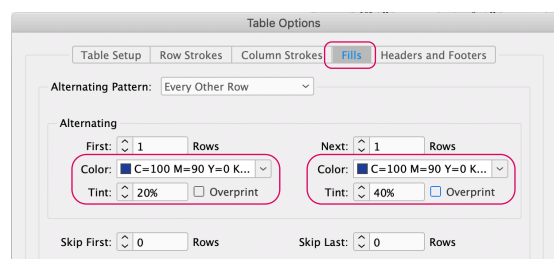 Table Options
Table Setup Row Strokes Column Strokes Fills Headers and Footers
Alternating Pattern: Every Other Row
Alternating
First: 1 Rows Next: 1 Rows
Color: C=100 M=90 Y=0 K... Color: C=100 M=90 Y=0 K...
Tint: 20% Overprint Tint: 40% Overprint
Skip First: 0 Rows Skip Last: 0 Rows